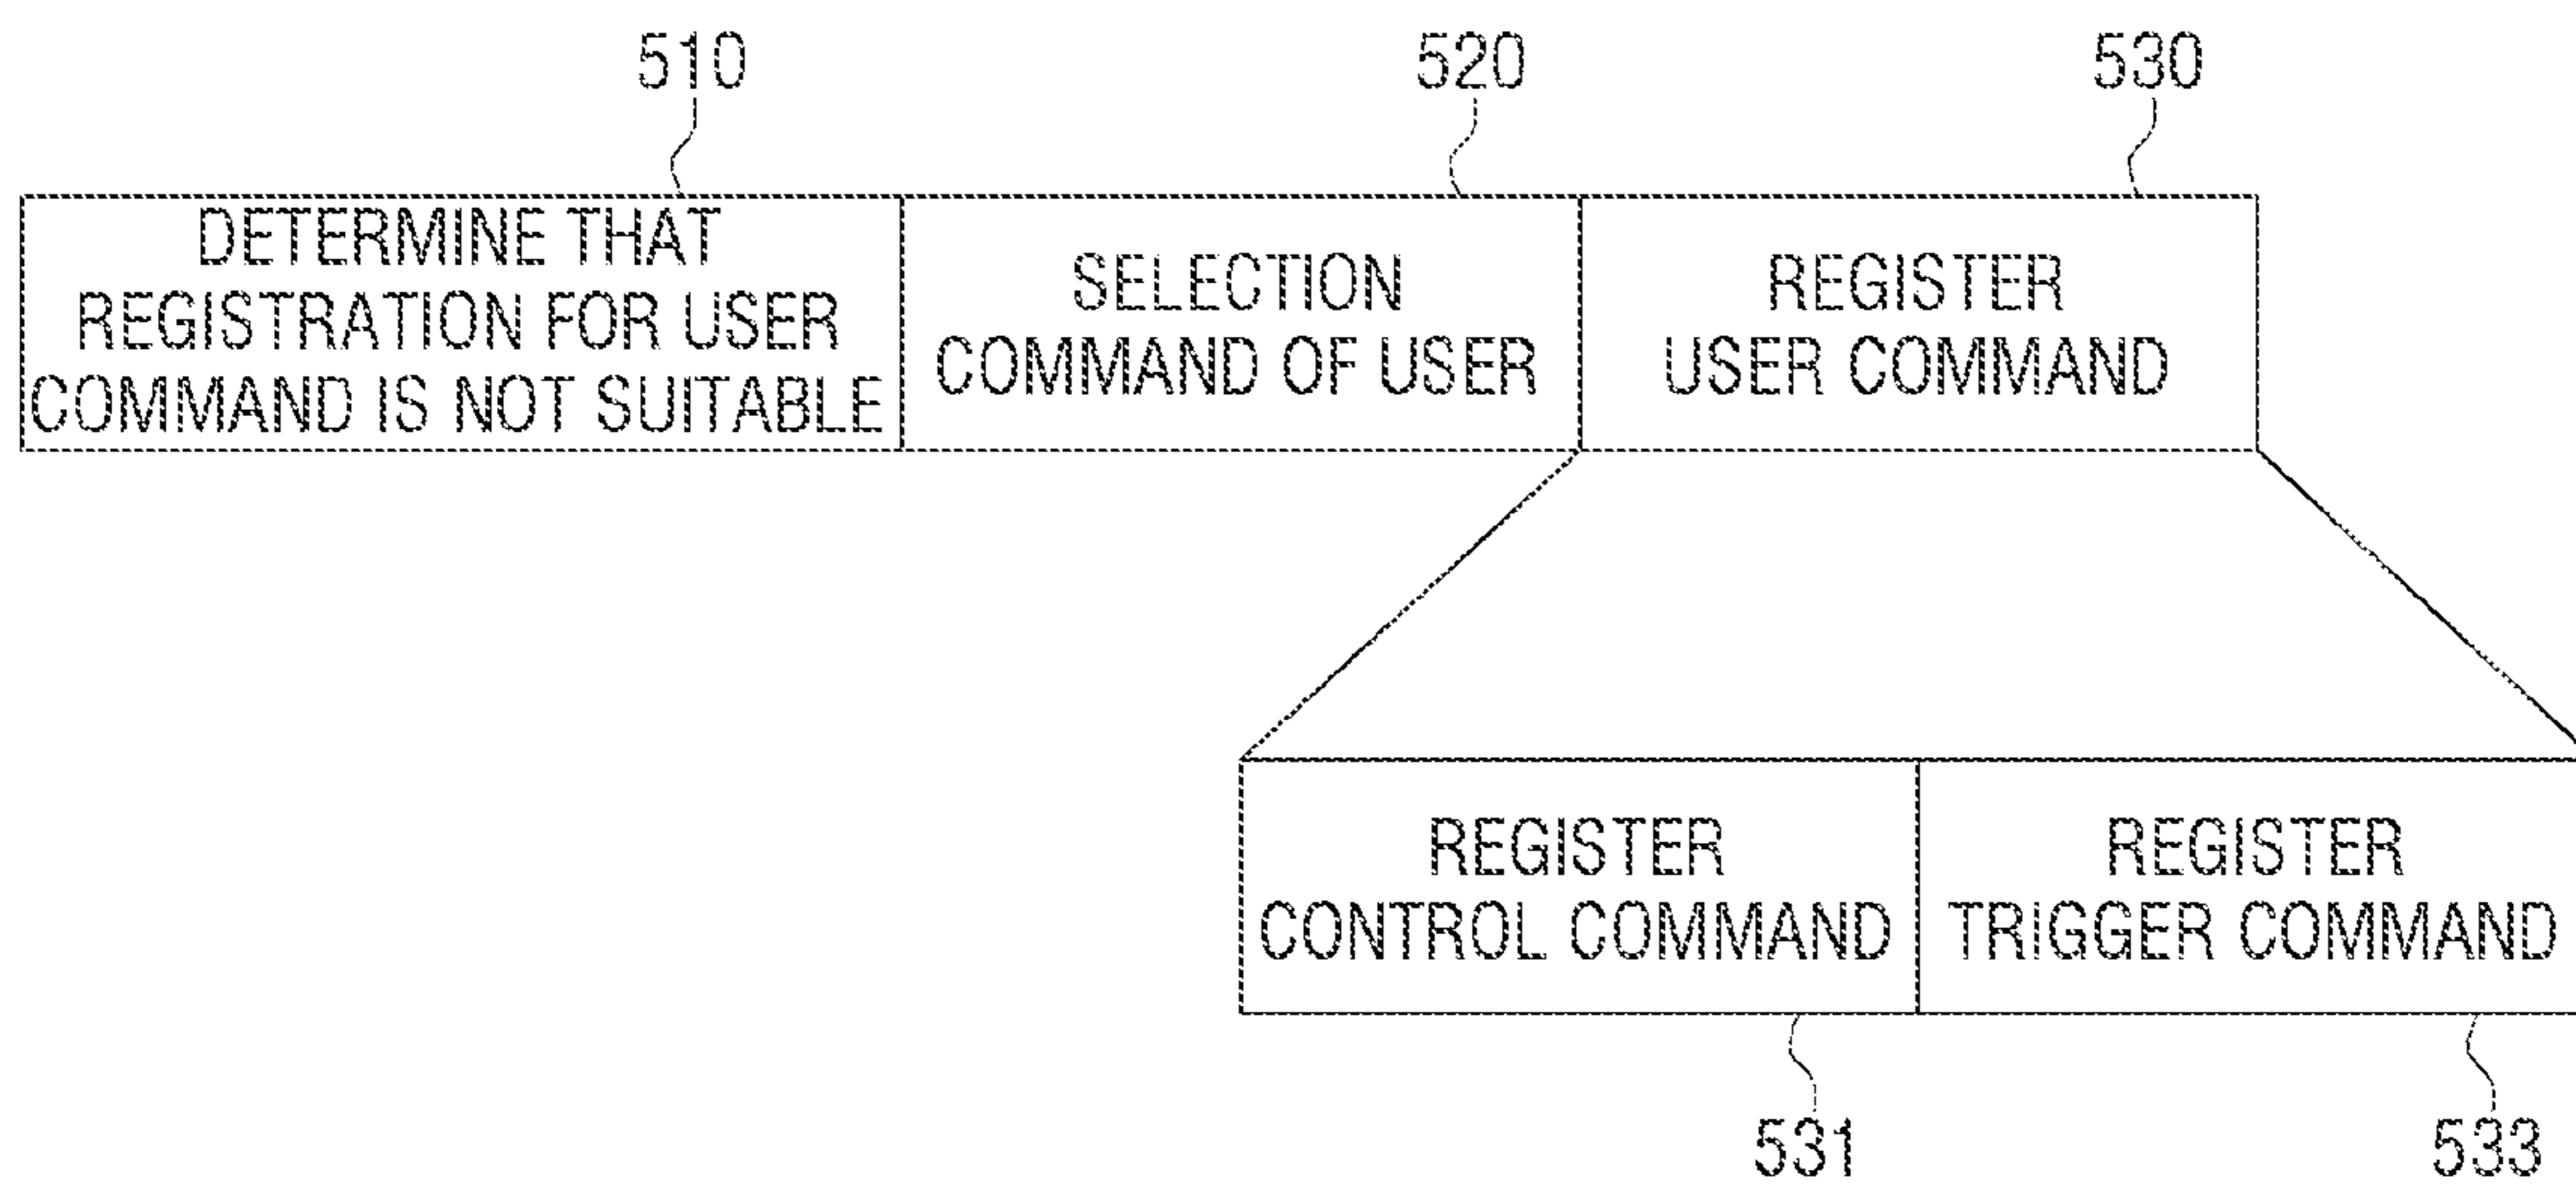 510
520
530
DETERMINE THAT
REGISTRATION FOR USER
COMMAND IS NOT SUITABLE
SELECTION
COMMAND OF USER
REGISTER
USER COMMAND
REGISTER
CONTROL COMMAND
REGISTER
TRIGGER COMMAND
531
533